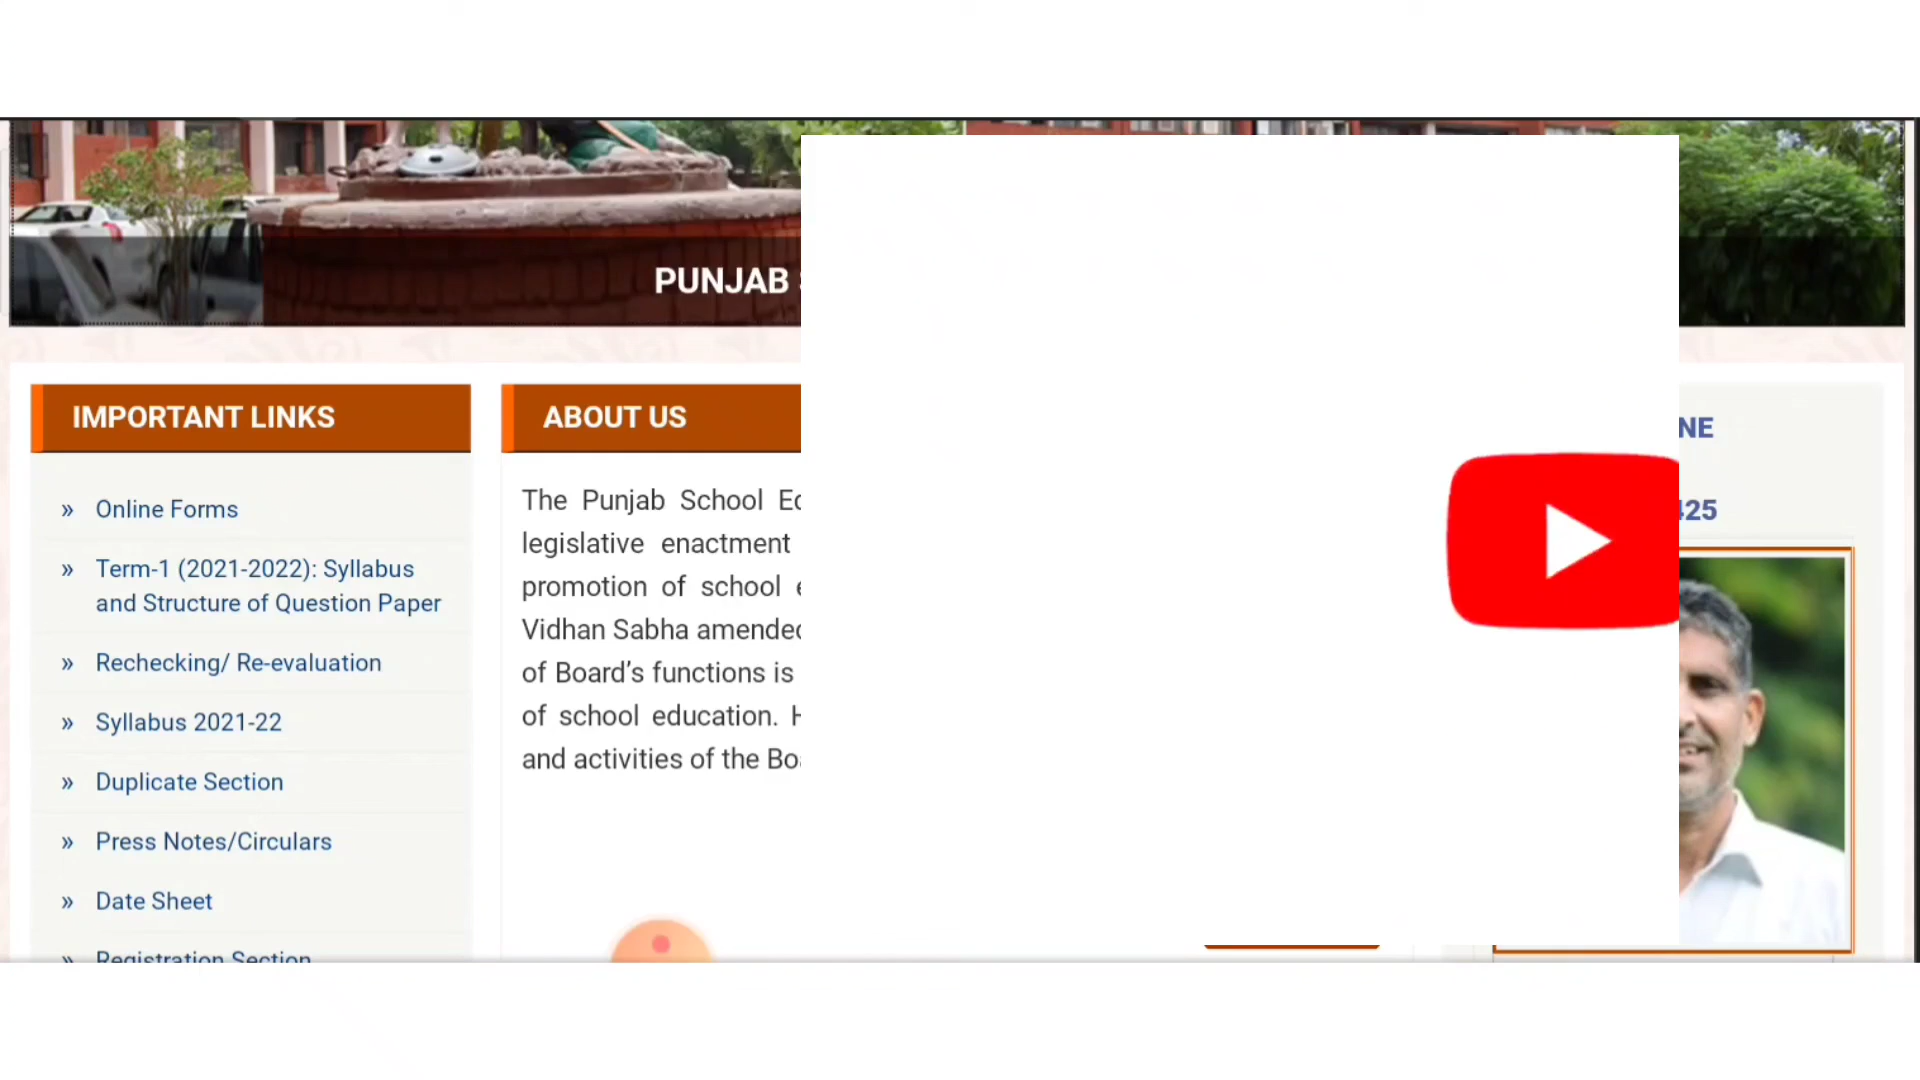 PUNJAB
IMPORTANT LINKS
» Online Forms
» Term-1 (2021-2022): Syllabus
and Structure of Question Paper
» Rechecking/ Re-evaluation
» Syllabus 2021-22
» Duplicate Section
» Press Notes/Circulars
» Date Sheet
» Registration Section
ABOUT US
The Punjab School
legislative enactment
promotion of school
Vidhan Sabha amended
of Board’s functions is
of school education.
and activities of the
NE
425